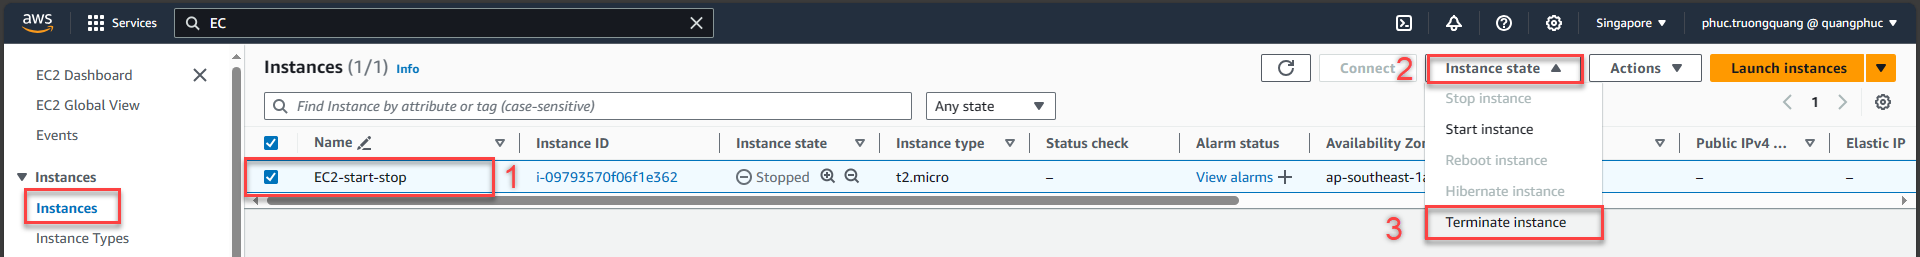 aws Services EC Singapore phuc.truongquang @ quangphuc
EC2 Dashboard
EC2 Global View
Events
Instances
Instances
Instance Types
Instances (1/1) Info Connect 2 Instance state Actions Launch instances
Find Instance by attribute or tag (case-sensitive) Any state 1
Stop instance
Start instance
Reboot instance
Hibernate instance
3 Terminate instance
Name Instance ID Instance state Instance type Status check Alarm status Availability Zon Public IPv4 ... Elastic IP
EC2-start-stop 1 i-09793570f06f1e362 Stopped t2.micro – View alarms + ap-southeast-1a – –